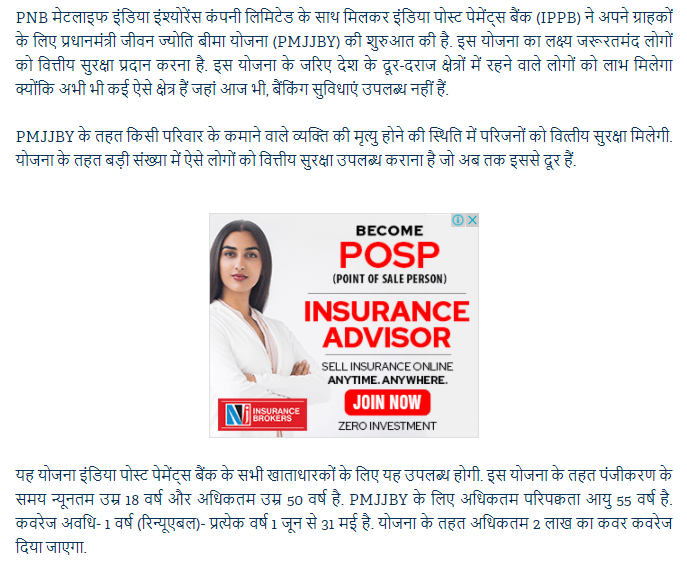 PNB मेटलाइफ इंडिया इंश्योरेंस कंपनी लिमिटेड के साथ मिलकर इंडिया पोस्ट पेमेंट्स बैंक (IPPB) ने अपने ग्राहकों
के लिए प्रधानमंत्री जीवन ज्योति बीमा योजना (PMJJBY) की शुरुआत की है. इस योजना का लक्ष्य जरूरतमंद लोगों
को वित्तीय सुरक्षा प्रदान करना है. इस योजना के जरिए देश के दूर-दराज क्षेत्रों में रहने वाले लोगों को लाभ मिलेगा
क्योंकि अभी भी कई ऐसे क्षेत्र हैं जहां आज भी, बैंकिंग सुविधाएं उपलब्ध नहीं हैं.
PMJJBY के तहत किसी परिवार के कमाने वाले व्यक्ति की मृत्यु होने की स्थिति में परिजनों को वित्तीय सुरक्षा मिलेगी.
योजना के तहत बड़ी संख्या में ऐसे लोगों को वित्तीय सुरक्षा उपलब्ध कराना है जो अब तक इससे दूर हैं.
BECOME
POSP
(POINT OF SALE PERSON)
INSURANCE
ADVISOR
SELL INSURANCE ONLINE
ANYTIME. ANYWHERE.
JOIN NOW
ZERO INVESTMENT
Nj INSURANCE
BROKERS
यह योजना इंडिया पोस्ट पेमेंट्स बैंक के सभी खाताधारकों के लिए यह उपलब्ध होगी. इस योजना के तहत पंजीकरण के
समय न्यूनतम उम्र 18 वर्ष और अधिकतम उम्र 50 वर्ष है. PMJJBY के लिए अधिकतम परिपक्वता आयु 55 वर्ष है.
कवरेज अवधि- 1 वर्ष (रिन्यूएबल)- प्रत्येक वर्ष 1 जून से 31 मई है. योजना के तहत अधिकतम 2 लाख का कवर कवरेज
दिया जाएगा.